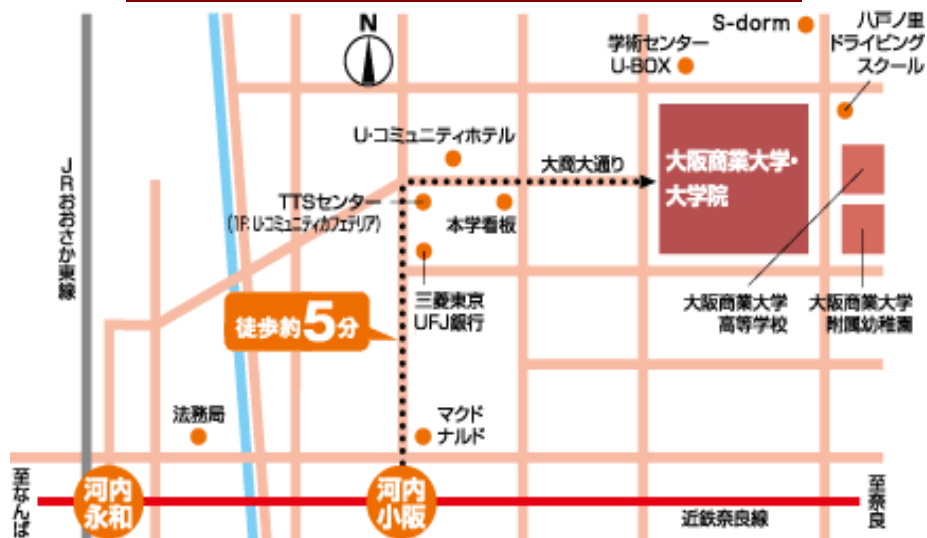 N
S-dorm
八戸ノ里
ドライビング
スクール
学術センター
U-BOX
U・コミュニティホテル
大商大通り
大阪商業大学・
大学院
JRおおさか東線
TTSセンター
(1F. U・コミュニティカフェテリア)
本学看板
三菱東京
UFJ銀行
徒歩約5分
大阪商業大学
高等学校
大阪商業大学
附属幼稚園
法務局
マクド
ナルド
至なんば
河内
永和
河内
小阪
近鉄奈良線
至奈良